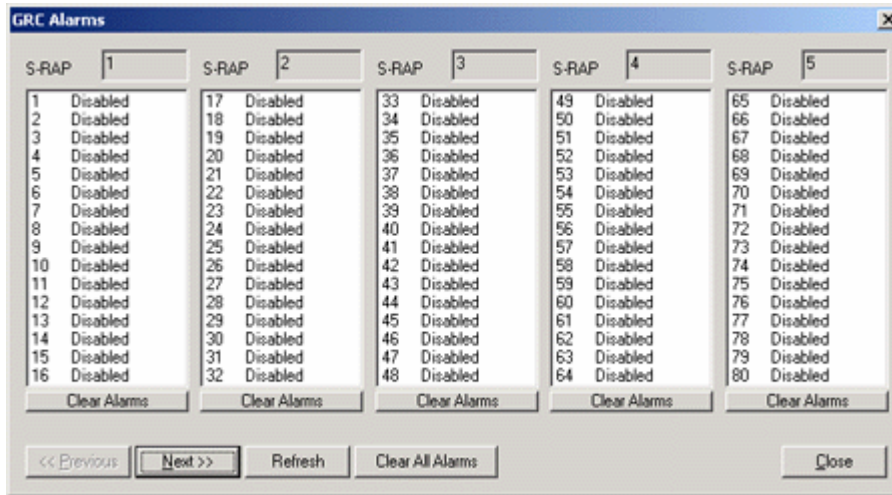 GRC Alarms
S-RAP 1
1 Disabled
2 Disabled
3 Disabled
4 Disabled
5 Disabled
6 Disabled
7 Disabled
8 Disabled
9 Disabled
10 Disabled
11 Disabled
12 Disabled
13 Disabled
14 Disabled
15 Disabled
16 Disabled
Clear Alarms
S-RAP 2
17 Disabled
18 Disabled
19 Disabled
20 Disabled
21 Disabled
22 Disabled
23 Disabled
24 Disabled
25 Disabled
26 Disabled
27 Disabled
28 Disabled
29 Disabled
30 Disabled
31 Disabled
32 Disabled
Clear Alarms
S-RAP 3
33 Disabled
34 Disabled
35 Disabled
36 Disabled
37 Disabled
38 Disabled
39 Disabled
40 Disabled
41 Disabled
42 Disabled
43 Disabled
44 Disabled
45 Disabled
46 Disabled
47 Disabled
48 Disabled
Clear Alarms
S-RAP 4
49 Disabled
50 Disabled
51 Disabled
52 Disabled
53 Disabled
54 Disabled
55 Disabled
56 Disabled
57 Disabled
58 Disabled
59 Disabled
60 Disabled
61 Disabled
62 Disabled
63 Disabled
64 Disabled
Clear Alarms
S-RAP 5
65 Disabled
66 Disabled
67 Disabled
68 Disabled
69 Disabled
70 Disabled
71 Disabled
72 Disabled
73 Disabled
74 Disabled
75 Disabled
76 Disabled
77 Disabled
78 Disabled
79 Disabled
80 Disabled
Clear Alarms
<< Previous
Next >>
Refresh
Clear All Alarms
Close